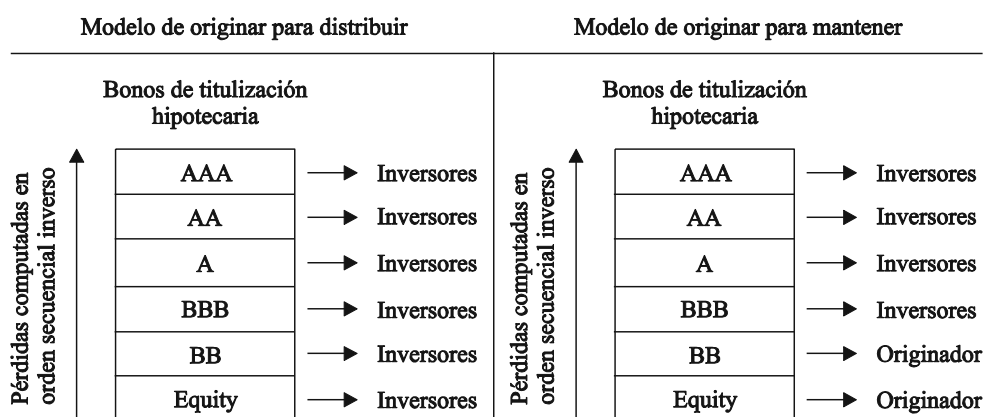 Modelo de originar para distribuir
Bonos de titulización
hipotecaria
Pérdidas computadas en
orden secuencial inverso
AAA
Inversores
AA
Inversores
A
Inversores
BBB
Inversores
BB
Inversores
Equity
Inversores
Modelo de originar para mantener
Bonos de titulización
hipotecaria
Pérdidas computadas en
orden secuencial inverso
AAA
Inversores
AA
Inversores
A
Inversores
BBB
Inversores
BB
Originador
Equity
Originador